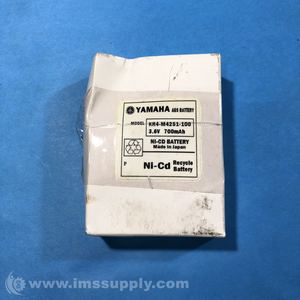 YAMAHA ABS BATTERY
MODEL KR4-M4251-100
3.6V 700mAh
Ni-CD BATTERY
Made in Japan
P
Ni-Cd Recycle Battery
© www.imssupply.com